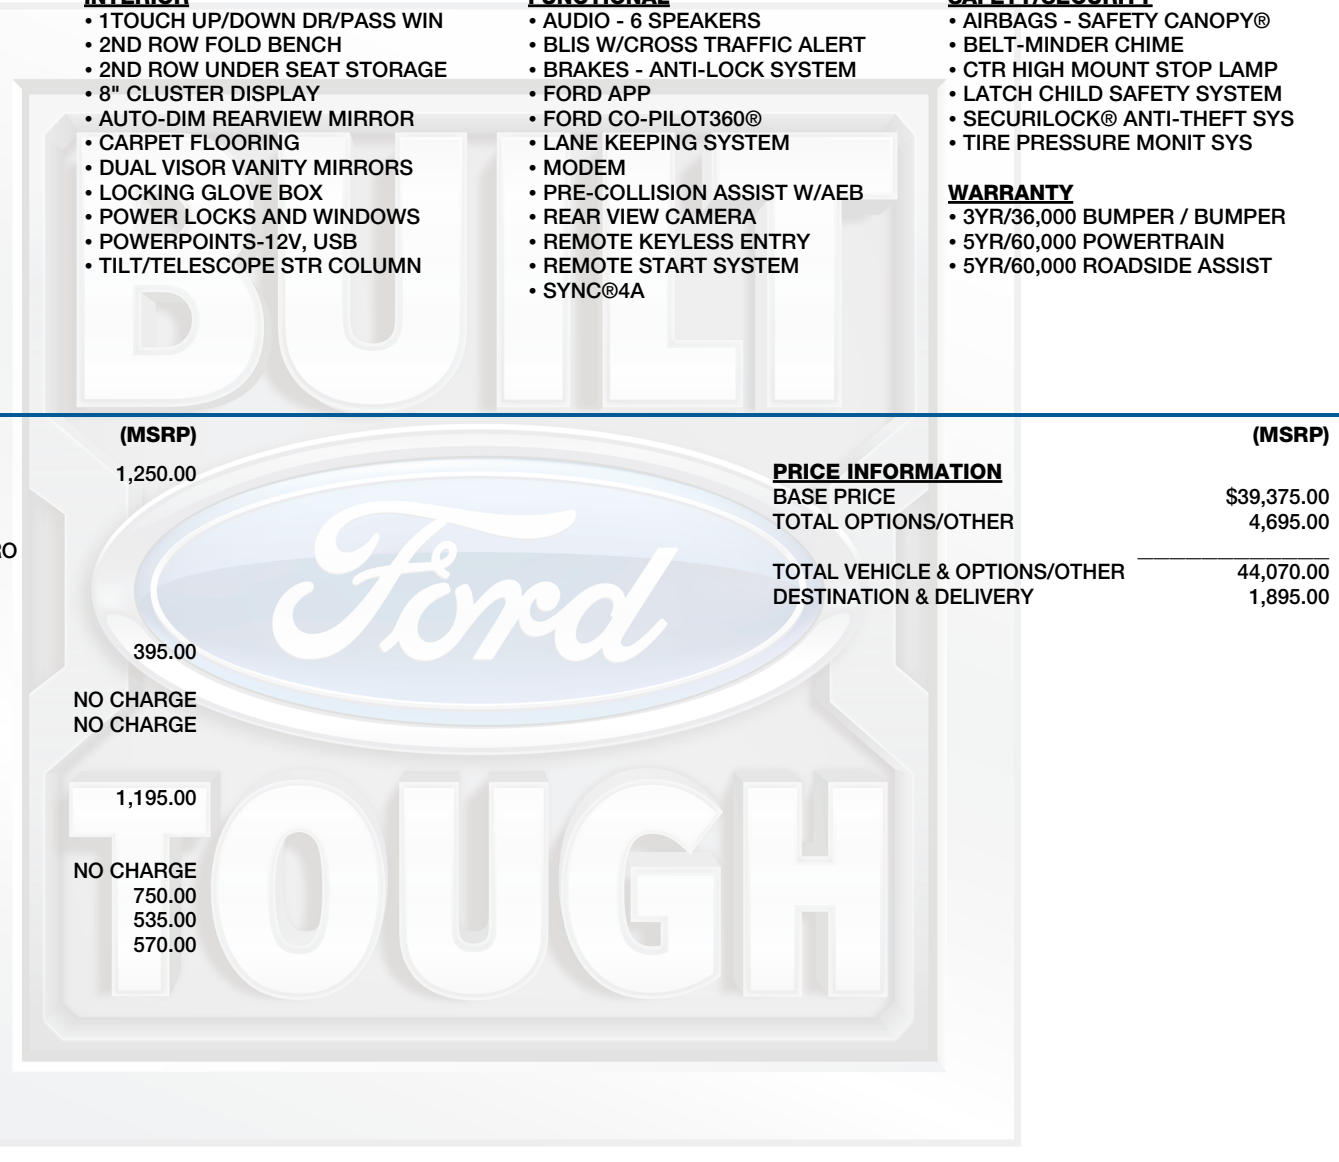 INTERIOR
• 1TOUCH UP/DOWN DR/PASS WIN
• 2ND ROW FOLD BENCH
• 2ND ROW UNDER SEAT STORAGE
• 8" CLUSTER DISPLAY
• AUTO-DIM REARVIEW MIRROR
• CARPET FLOORING
• DUAL VISOR VANITY MIRRORS
• LOCKING GLOVE BOX
• POWER LOCKS AND WINDOWS
• POWERPOINTS-12V, USB
• TILT/TELESCOPE STR COLUMN
FUNCTIONAL
• AUDIO - 6 SPEAKERS
• BLIS W/CROSS TRAFFIC ALERT
• BRAKES - ANTI-LOCK SYSTEM
• FORD APP
• FORD CO-PILOT360®
• LANE KEEPING SYSTEM
• MODEM
• PRE-COLLISION ASSIST W/AEB
• REAR VIEW CAMERA
• REMOTE KEYLESS ENTRY
• REMOTE START SYSTEM
• SYNC®4A
SAFETY/SECURITY
• AIRBAGS - SAFETY CANOPY®
• BELT-MINDER CHIME
• CTR HIGH MOUNT STOP LAMP
• LATCH CHILD SAFETY SYSTEM
• SECURILOCK® ANTI-THEFT SYS
• TIRE PRESSURE MONIT SYS
WARRANTY
• 3YR/36,000 BUMPER / BUMPER
• 5YR/60,000 POWERTRAIN
• 5YR/60,000 ROADSIDE ASSIST
(MSRP)
1,250.00
RO
395.00
NO CHARGE
NO CHARGE
1,195.00
NO CHARGE
750.00
535.00
570.00
(MSRP)
PRICE INFORMATION
BASE PRICE $39,375.00
TOTAL OPTIONS/OTHER 4,695.00
TOTAL VEHICLE & OPTIONS/OTHER 44,070.00
DESTINATION & DELIVERY 1,895.00
BUILT
Ford
TOUGH